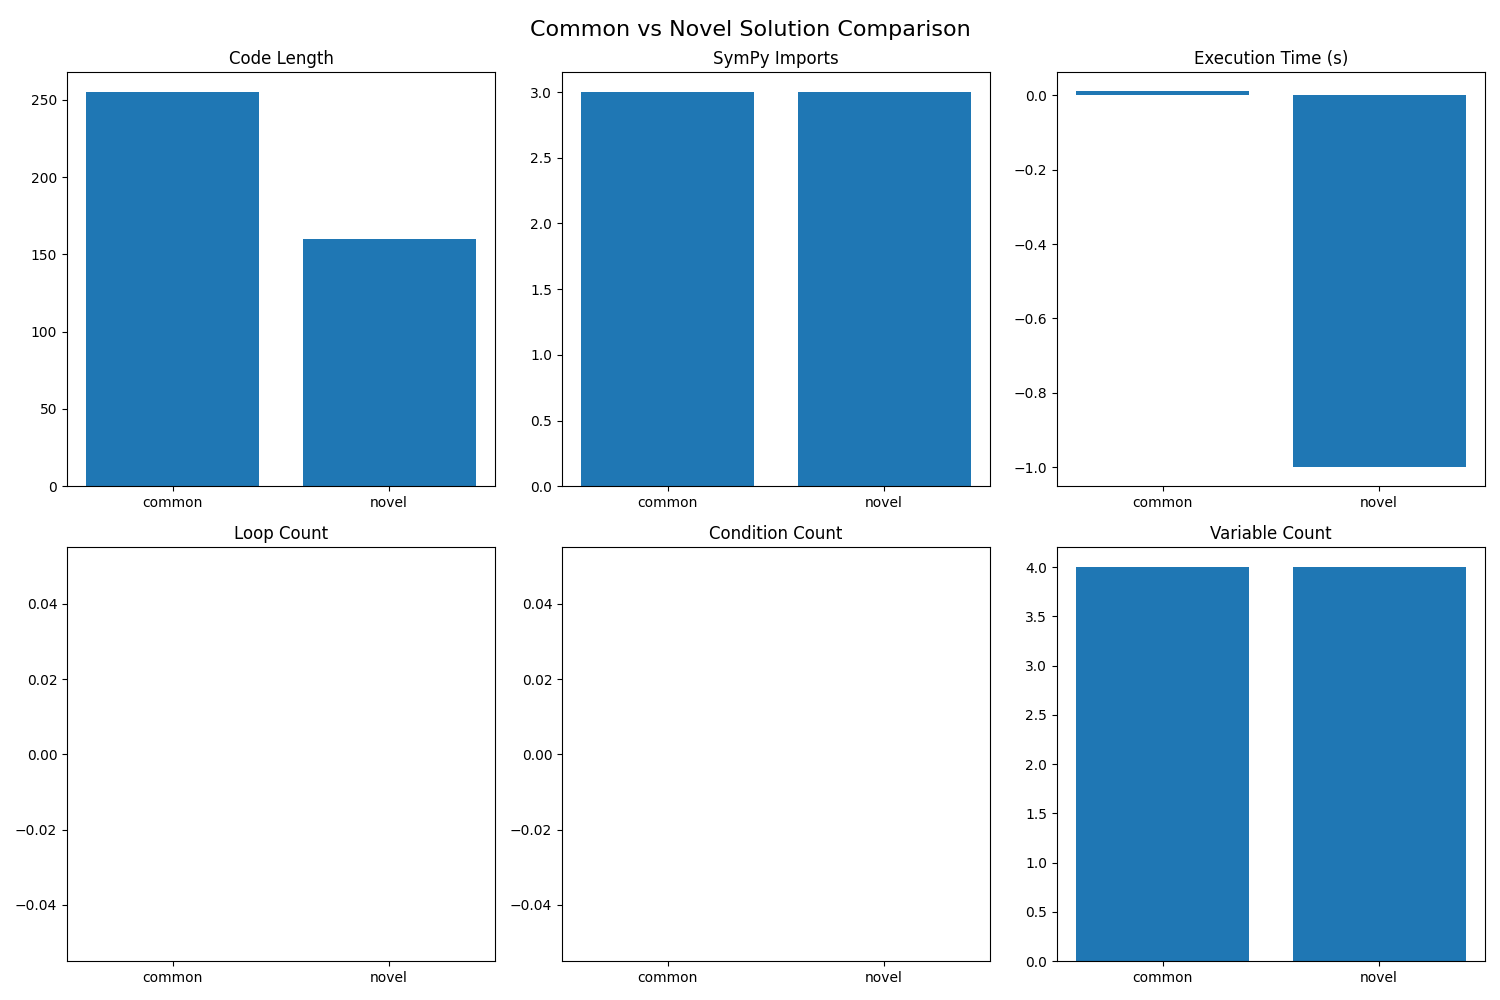 Common vs Novel Solution Comparison
Code Length
250
200
150
100
50
0
common novel
SymPy Imports
3.0
2.5
2.0
1.5
1.0
0.5
0.0
common novel
Execution Time (s)
0.0
−0.2
−0.4
−0.6
−0.8
−1.0
common novel
Loop Count
0.04
0.02
0.00
−0.02
−0.04
common novel
Condition Count
0.04
0.02
0.00
−0.02
−0.04
common novel
Variable Count
4.0
3.5
3.0
2.5
2.0
1.5
1.0
0.5
0.0
common novel